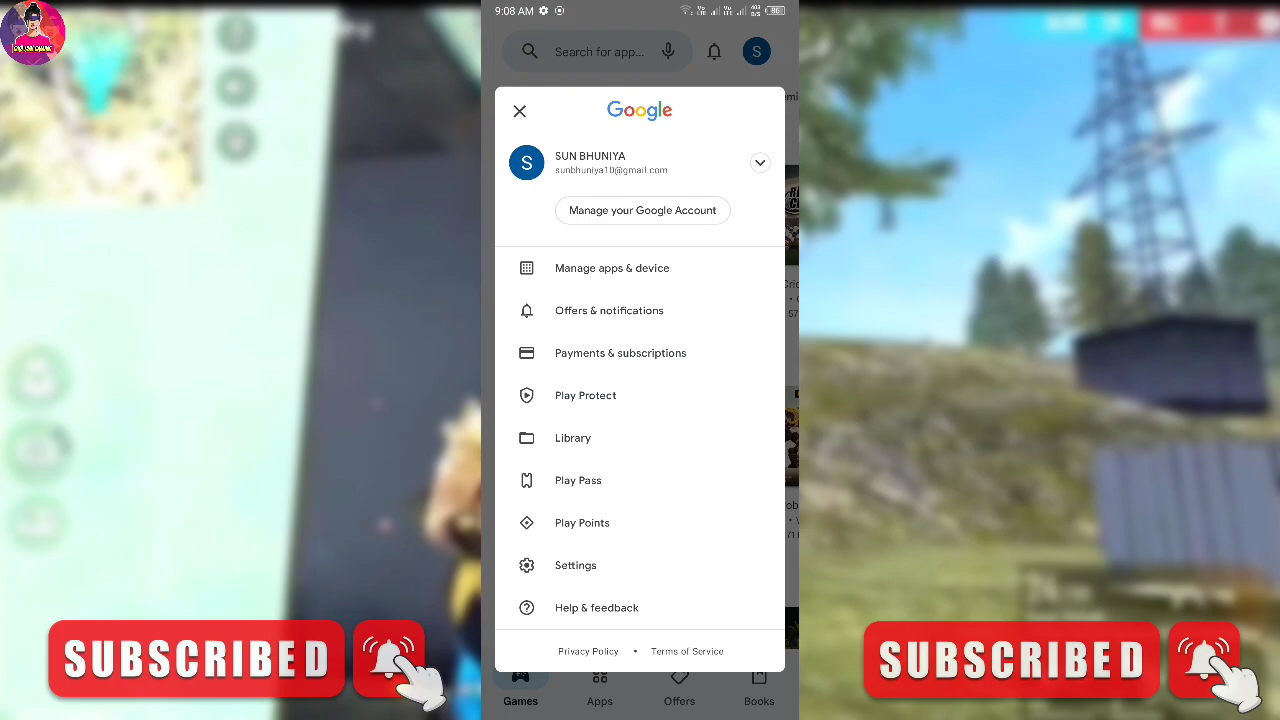 9:08 AM
86
Search for app...
S
Google
S
SUN BHUNIYA
sunbhuniya10@gmail.com
Manage your Google Account
Manage apps & device
Offers & notifications
Payments & subscriptions
Play Protect
Library
Play Pass
Play Points
Settings
Help & feedback
Privacy Policy • Terms of Service
Games Apps Offers Books
SUBSCRIBED
SUBSCRIBED